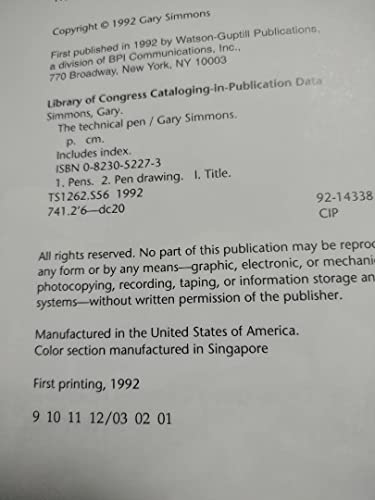 Copyright © 1992 Gary Simmons
First published in 1992 by Watson-Guptill Publications,
a division of BPI Communications, Inc.,
770 Broadway, New York, NY 10003
Library of Congress Cataloging-in-Publication Data
Simmons, Gary.
The technical pen / Gary Simmons.
p. cm.
Includes index.
ISBN 0-8230-5227-3
1. Pens. 2. Pen drawing. I. Title.
TS1262.S56 1992 92-14338
741.2'6—dc20 CIP
All rights reserved. No part of this publication may be reproc
any form or by any means—graphic, electronic, or mechani
photocopying, recording, taping, or information storage an
systems—without written permission of the publisher.
Manufactured in the United States of America.
Color section manufactured in Singapore
First printing, 1992
9 10 11 12/03 02 01